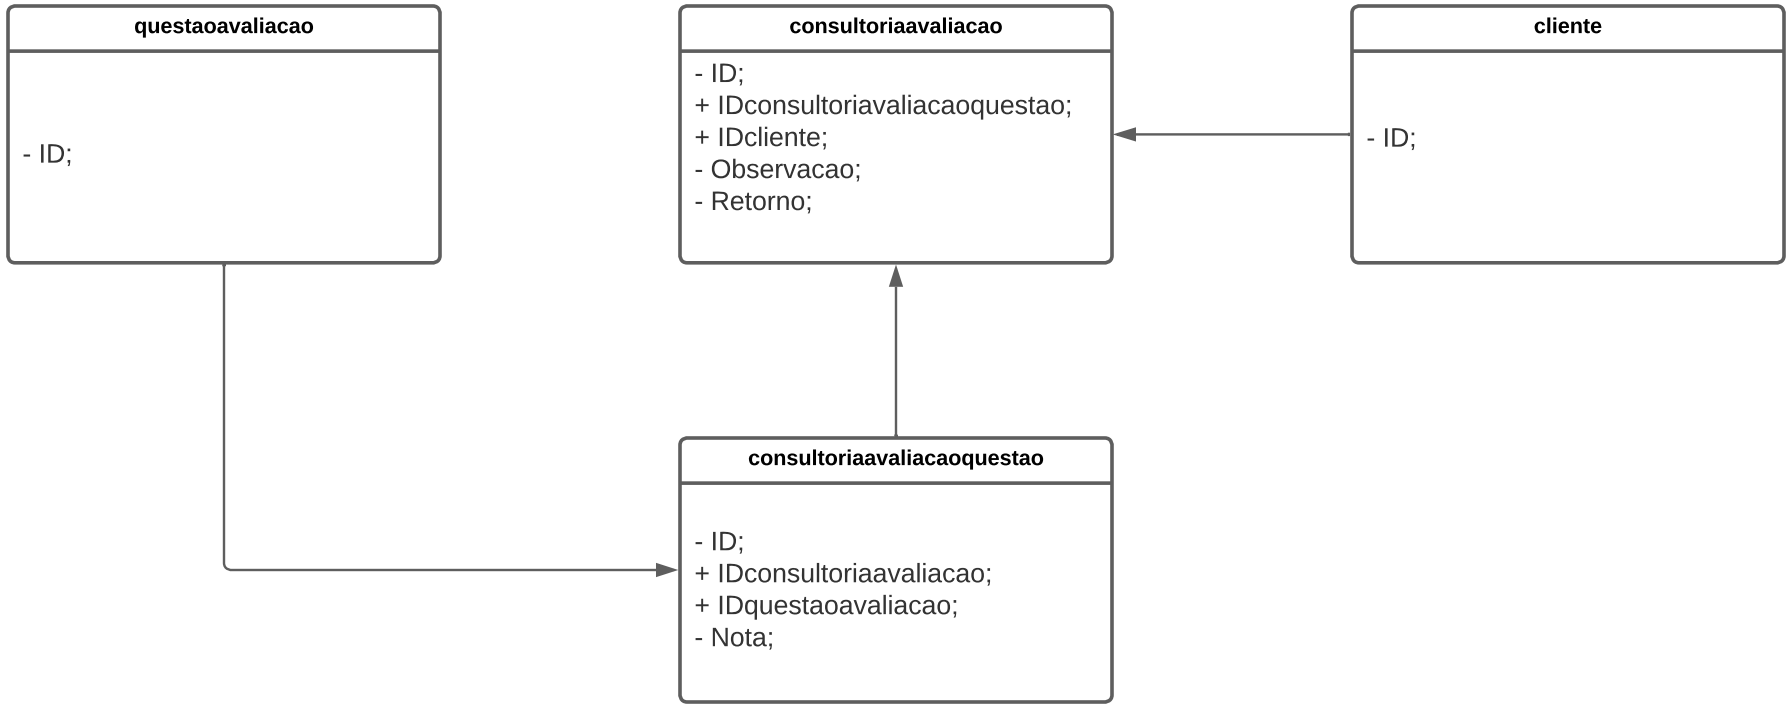 questaoavaliacao
- ID;
consultoriaavaliacao
- ID;
+ IDconsultoriavaliacaoquestao;
+ IDcliente;
- Observacao;
- Retorno;
cliente
- ID;
consultoriaavaliacaoquestao
- ID;
+ IDconsultoriaavaliacao;
+ IDquestaoavaliacao;
- Nota;